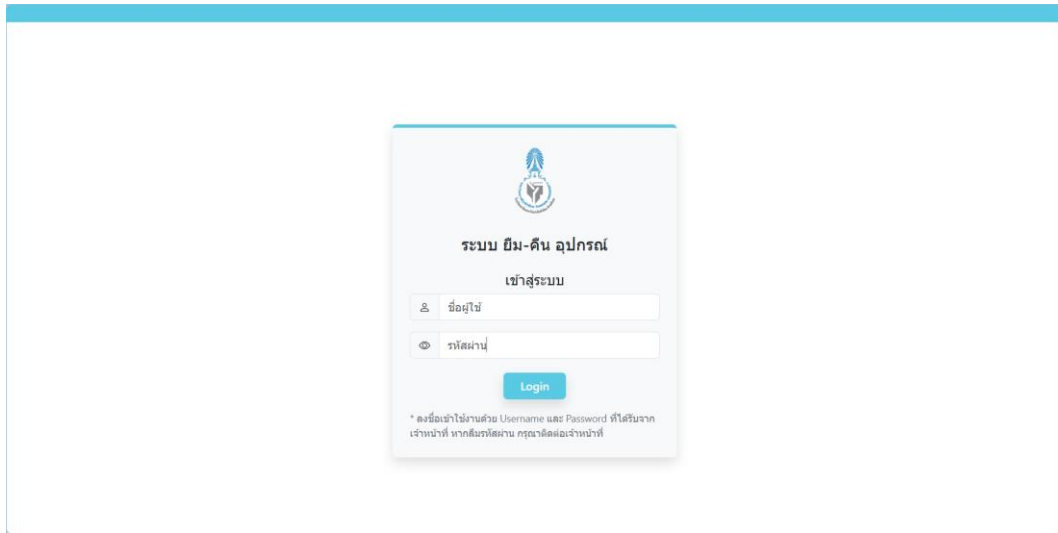 ระบบ ยืม-คืน อุปกรณ์
เข้าสู่ระบบ
ชื่อผู้ใช้
รหัสผ่าน
Login
* ลงชื่อเข้าใช้งานด้วย Username และ Password ที่ได้รับจาก
เจ้าหน้าที่ หากลืมรหัสผ่าน กรุณาติดต่อเจ้าหน้าที่